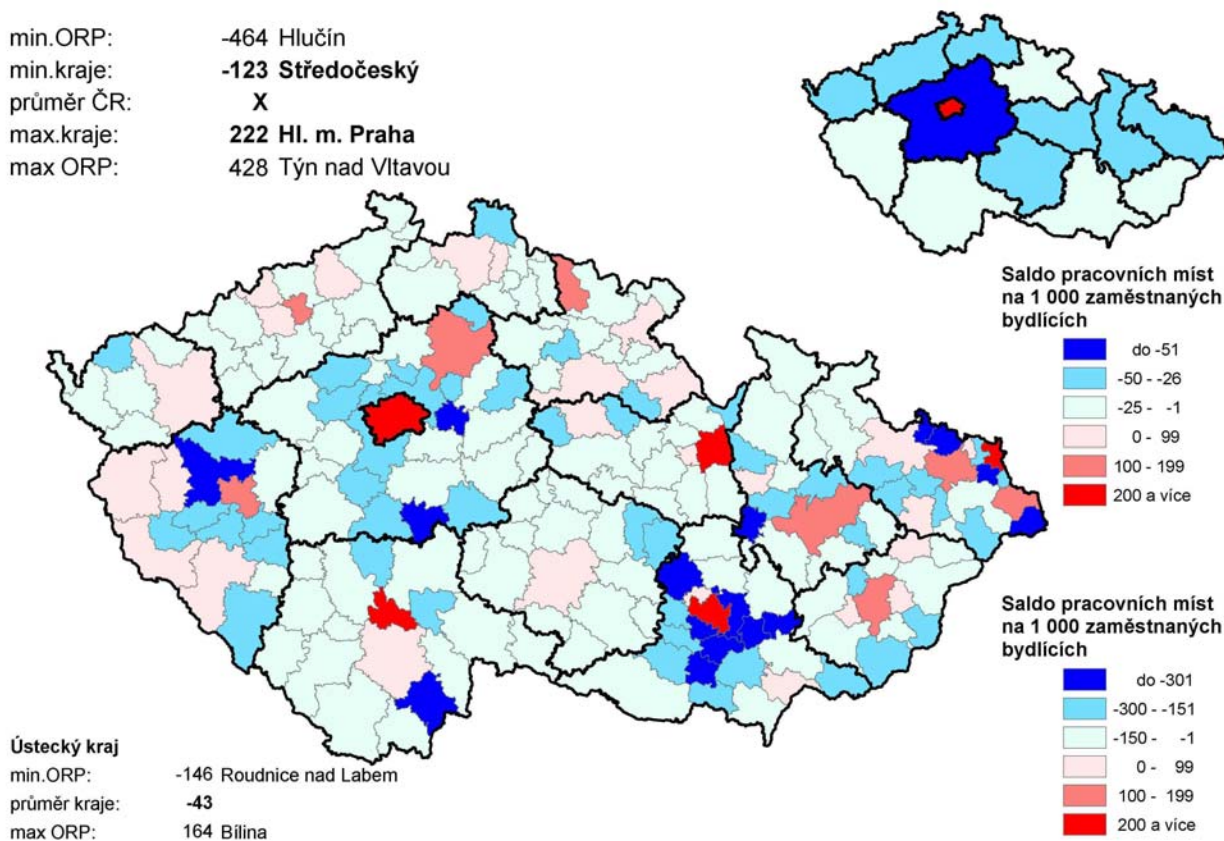 min.ORP: -464 Hlučín
min.kraje: -123 Středočeský
průměr ČR: X
max.kraje: 222 Hl. m. Praha
max ORP: 428 Týn nad Vltavou
Saldo pracovních míst
na 1 000 zaměstnaných
bydlících
do -51
-50 - -26
-25 - -1
0 - 99
100 - 199
200 a více
Saldo pracovních míst
na 1 000 zaměstnaných
bydlících
do -301
-300 - -151
-150 - -1
0 - 99
100 - 199
200 a více
Ústecký kraj
min.ORP: -146 Roudnice nad Labem
průměr kraje: -43
max ORP: 164 Bílina